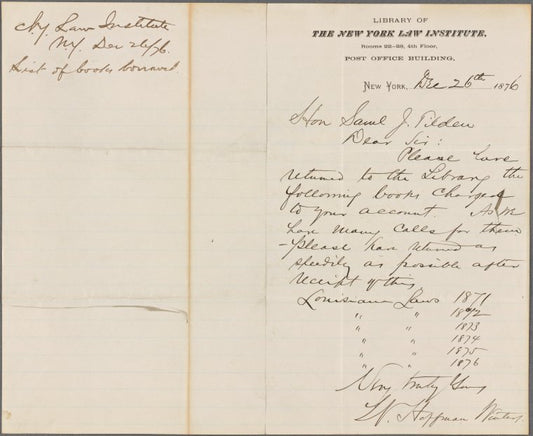 N.Y. Law Institute
N.Y. Dec 26/76.
List of books borrowed
LIBRARY OF
THE NEW YORK LAW INSTITUTE,
Rooms 22-28, 4th Floor,
POST OFFICE BUILDING,
NEW YORK, Dec 26th 1876
Hon Saml J. Tilden
Dear Sir:
Please have
returned to the Library the
following books charged
to your account. As we
have many calls for them
- please have returned as
speedily as possible after
receipt of this
Louisiana Laws 1871
" " 1872
" " 1873
" " 1874
" " 1875
" " 1876
Very truly Yours
Hoffman